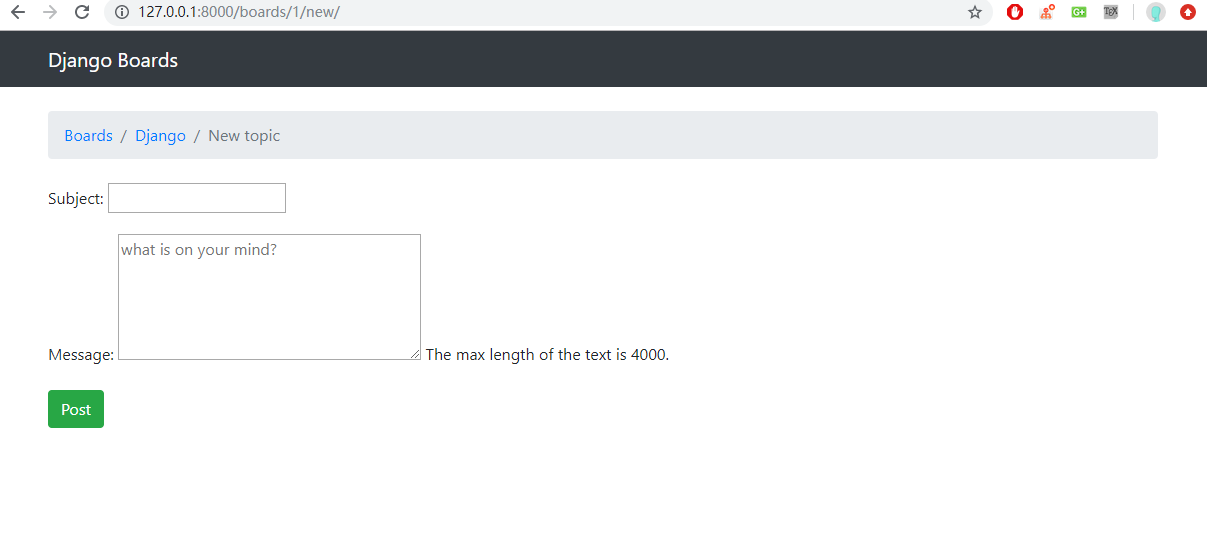 127.0.0.1:8000/boards/1/new/
G+
TEX
Django Boards
Boards / Django / New topic
Subject:
what is on your mind?
Message: The max length of the text is 4000.
Post